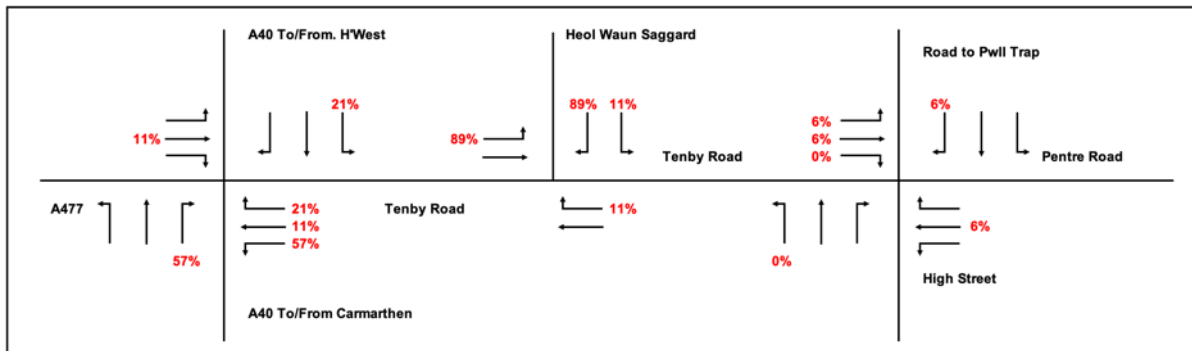 A40 To/From. H'West
Heol Waun Saggard
Road to Pwll Trap
21%
89% 11%
6%
6%
11%
89%
6%
0%
Tenby Road
Pentre Road
A477
21%
Tenby Road
11%
11%
6%
57%
57%
0%
High Street
A40 To/From Carmarthen